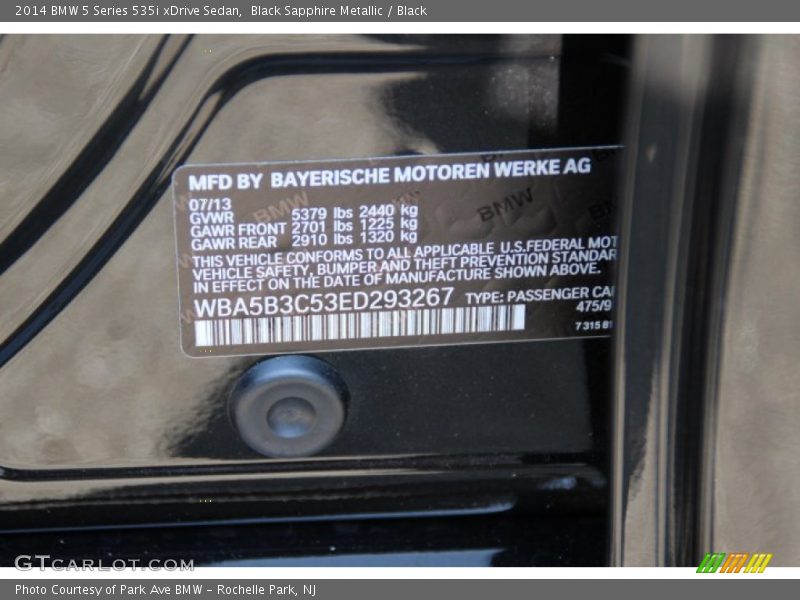 2014 BMW 5 Series 535i xDrive Sedan,  Black Sapphire Metallic / Black
MFD BY BAYERISCHE MOTOREN WERKE AG
07/13
GVWR 5379 lbs 2440 kg
GAWR FRONT 2701 lbs 1225 kg
GAWR REAR 2910 lbs 1320 kg
THIS VEHICLE CONFORMS TO ALL APPLICABLE U.S.FEDERAL MOT
VEHICLE SAFETY, BUMPER AND THEFT PREVENTION STANDAR
IN EFFECT ON THE DATE OF MANUFACTURE SHOWN ABOVE.
WBA5B3C53ED293267 TYPE: PASSENGER CA
475/9
7 315 8
GTCARLOT.COM
Photo Courtesy of Park Ave BMW - Rochelle Park, NJ